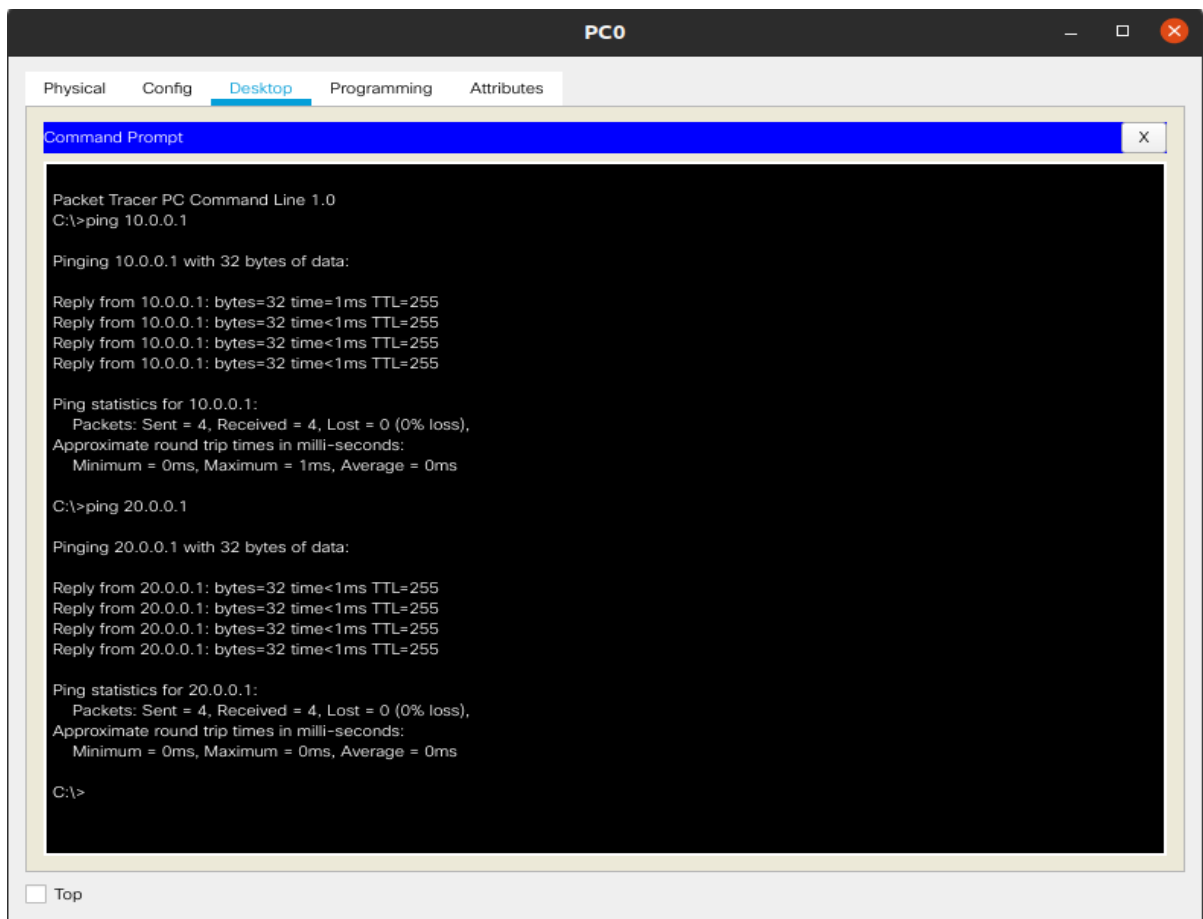 PC0
Physical Config Desktop Programming Attributes
Command Prompt X
Packet Tracer PC Command Line 1.0
C:\>ping 10.0.0.1
Pinging 10.0.0.1 with 32 bytes of data:
Reply from 10.0.0.1: bytes=32 time=1ms TTL=255
Reply from 10.0.0.1: bytes=32 time<1ms TTL=255
Reply from 10.0.0.1: bytes=32 time<1ms TTL=255
Reply from 10.0.0.1: bytes=32 time<1ms TTL=255
Ping statistics for 10.0.0.1:
Packets: Sent = 4, Received = 4, Lost = 0 (0% loss),
Approximate round trip times in milli-seconds:
Minimum = 0ms, Maximum = 1ms, Average = 0ms
C:\>ping 20.0.0.1
Pinging 20.0.0.1 with 32 bytes of data:
Reply from 20.0.0.1: bytes=32 time<1ms TTL=255
Reply from 20.0.0.1: bytes=32 time<1ms TTL=255
Reply from 20.0.0.1: bytes=32 time<1ms TTL=255
Reply from 20.0.0.1: bytes=32 time<1ms TTL=255
Ping statistics for 20.0.0.1:
Packets: Sent = 4, Received = 4, Lost = 0 (0% loss),
Approximate round trip times in milli-seconds:
Minimum = 0ms, Maximum = 0ms, Average = 0ms
C:\>
Top